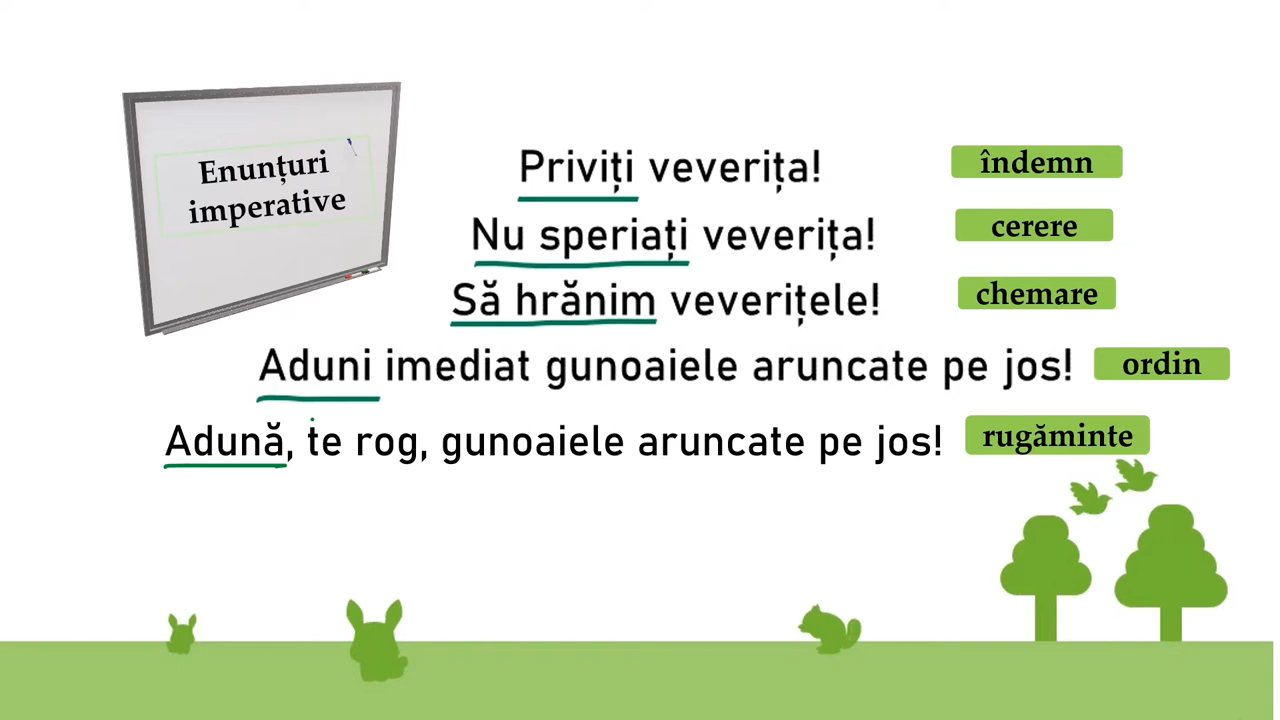 Enunțuri
imperative
Priviți veverița! îndemn
Nu speriați veverița! cerere
Să hrănim veverițele! chemare
Aduni imediat gunoaiele aruncate pe jos! ordin
Adună, te rog, gunoaiele aruncate pe jos! rugăminte